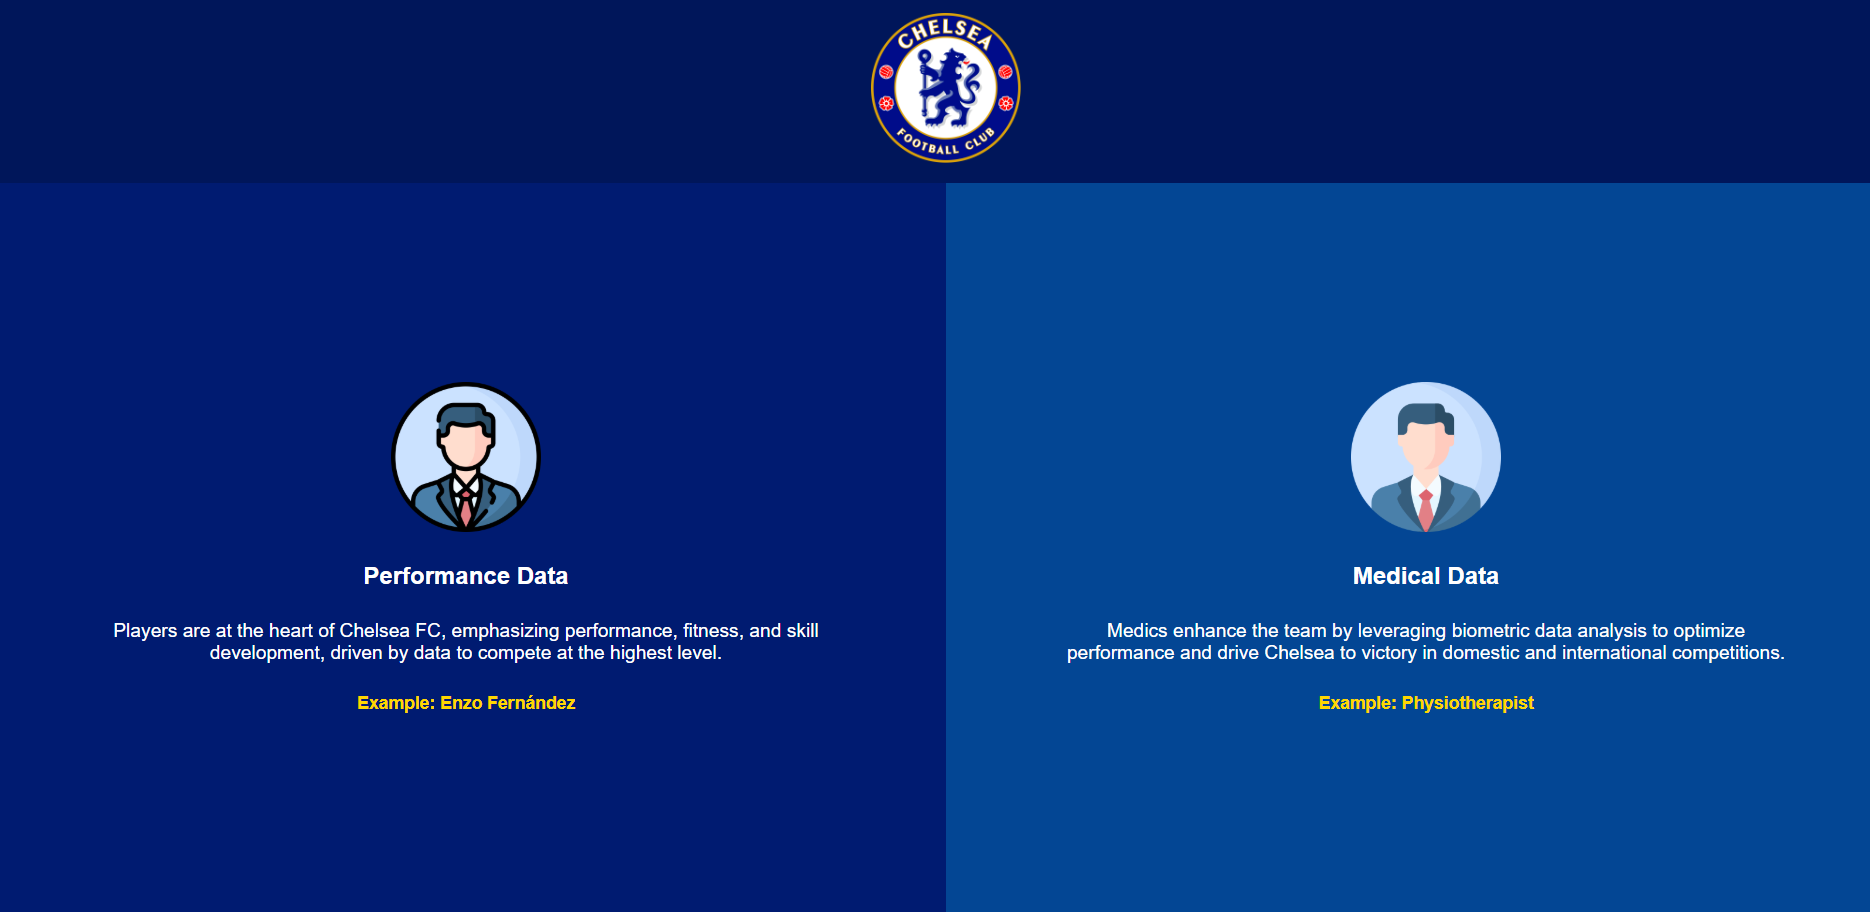 CHELSEA
FOOTBALL CLUB
Performance Data
Players are at the heart of Chelsea FC, emphasizing performance, fitness, and skill
development, driven by data to compete at the highest level.
Example: Enzo Fernández
Medical Data
Medics enhance the team by leveraging biometric data analysis to optimize
performance and drive Chelsea to victory in domestic and international competitions.
Example: Physiotherapist